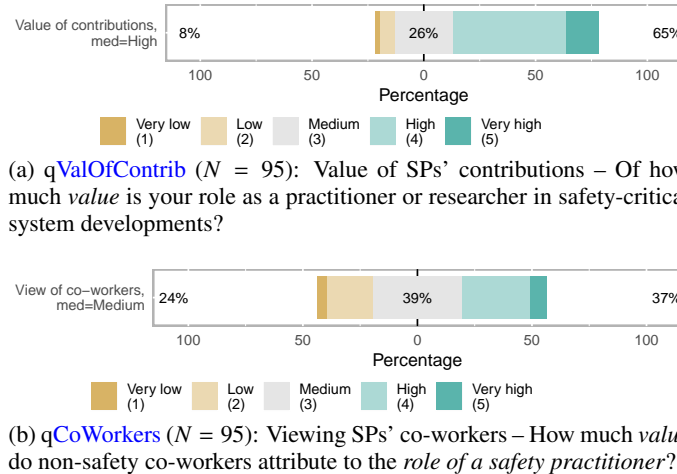 Value of contributions, 8% 26% 65%
med=High
100 50 0 50 100
Percentage
Very low (1) Low (2) Medium (3) High (4) Very high (5)
(a) qValOfContrib (N = 95): Value of SPs' contributions – Of how
much value is your role as a practitioner or researcher in safety-critica
system developments?
View of co-workers, 24% 39% 37%
med=Medium
100 50 0 50 100
Percentage
Very low (1) Low (2) Medium (3) High (4) Very high (5)
(b) qCoWorkers (N = 95): Viewing SPs' co-workers – How much valu
do non-safety co-workers attribute to the role of a safety practitioner?